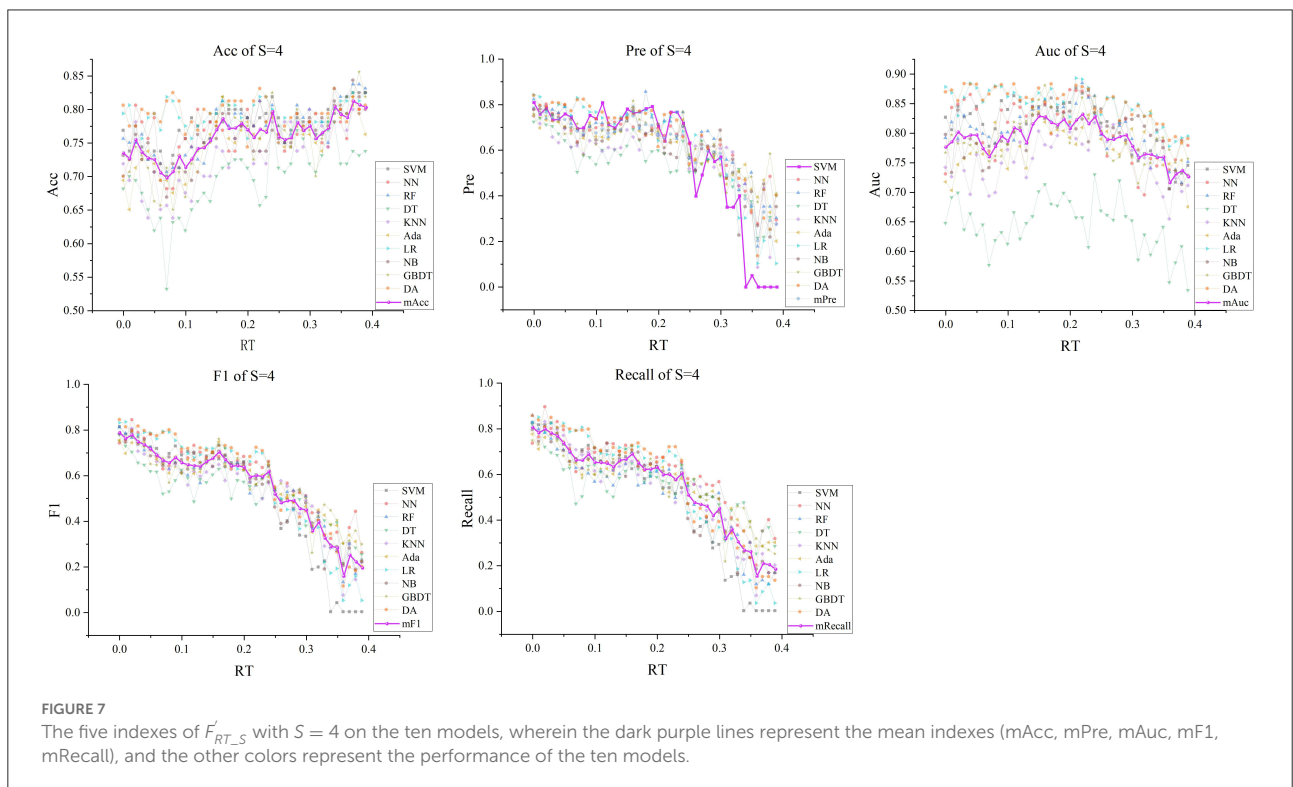 Acc of S=4
0.85
0.80
0.75
0.70
0.65
0.60
0.55
0.50
Acc
0.0 0.1 0.2 0.3 0.4
RT
SVM
NN
RF
DT
KNN
Ada
LR
NB
GBDT
DA
mAcc
Pre of S=4
1.0
0.8
0.6
0.4
0.2
0.0
Pre
0.0 0.1 0.2 0.3 0.4
RT
SVM
NN
RF
DT
KNN
Ada
LR
NB
GBDT
DA
mPre
Auc of S=4
0.90
0.85
0.80
0.75
0.70
0.65
0.60
0.55
0.50
Auc
0.0 0.1 0.2 0.3 0.4
RT
SVM
NN
RF
DT
KNN
Ada
LR
NB
GBDT
DA
mAuc
F1 of S=4
1.0
0.8
0.6
0.4
0.2
0.0
F1
0.0 0.1 0.2 0.3 0.4
RT
SVM
NN
RF
DT
KNN
Ada
LR
NB
GBDT
DA
mF1
Recall of S=4
1.0
0.8
0.6
0.4
0.2
0.0
Recall
0.0 0.1 0.2 0.3 0.4
RT
SVM
NN
RF
DT
KNN
Ada
LR
NB
GBDT
DA
mRecall
FIGURE 7
The five indexes of F′RT_S with S = 4 on the ten models, wherein the dark purple lines represent the mean indexes (mAcc, mPre, mAuc, mF1,
mRecall), and the other colors represent the performance of the ten models.